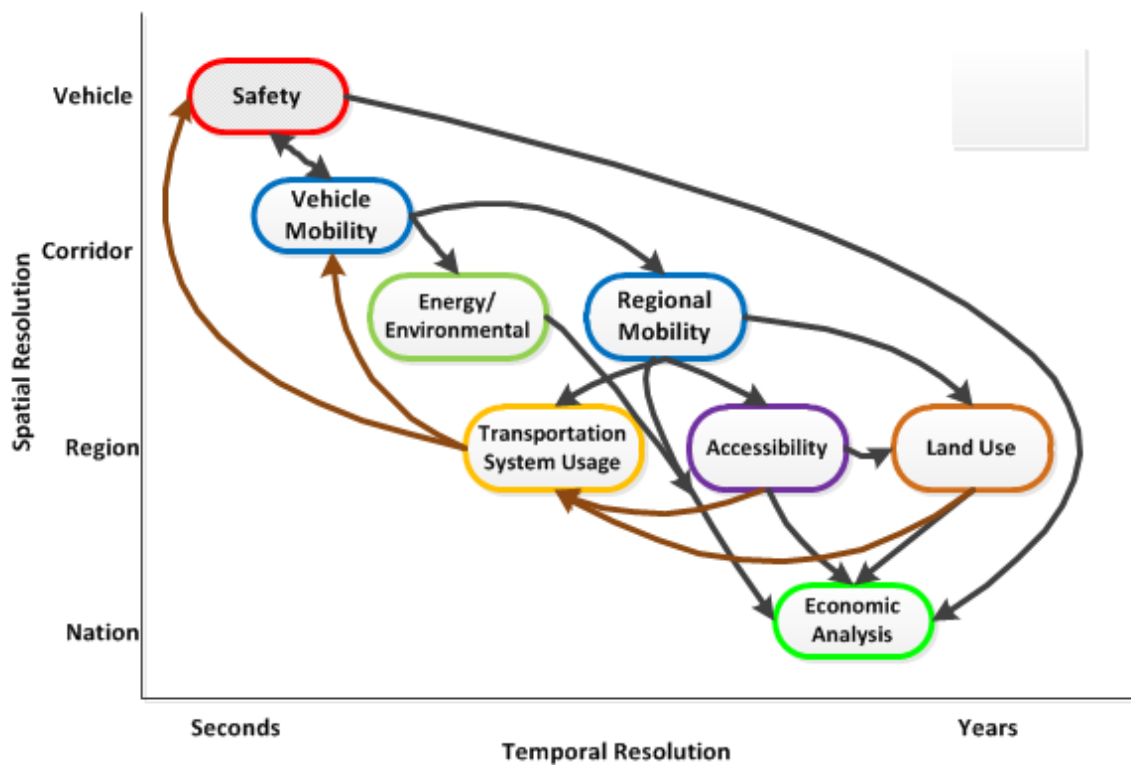 Vehicle
Safety
Vehicle
Mobility
Corridor
Energy/
Environmental
Regional
Mobility
Spatial Resolution
Region
Transportation
System Usage
Accessibility
Land Use
Nation
Economic
Analysis
Seconds
Years
Temporal Resolution